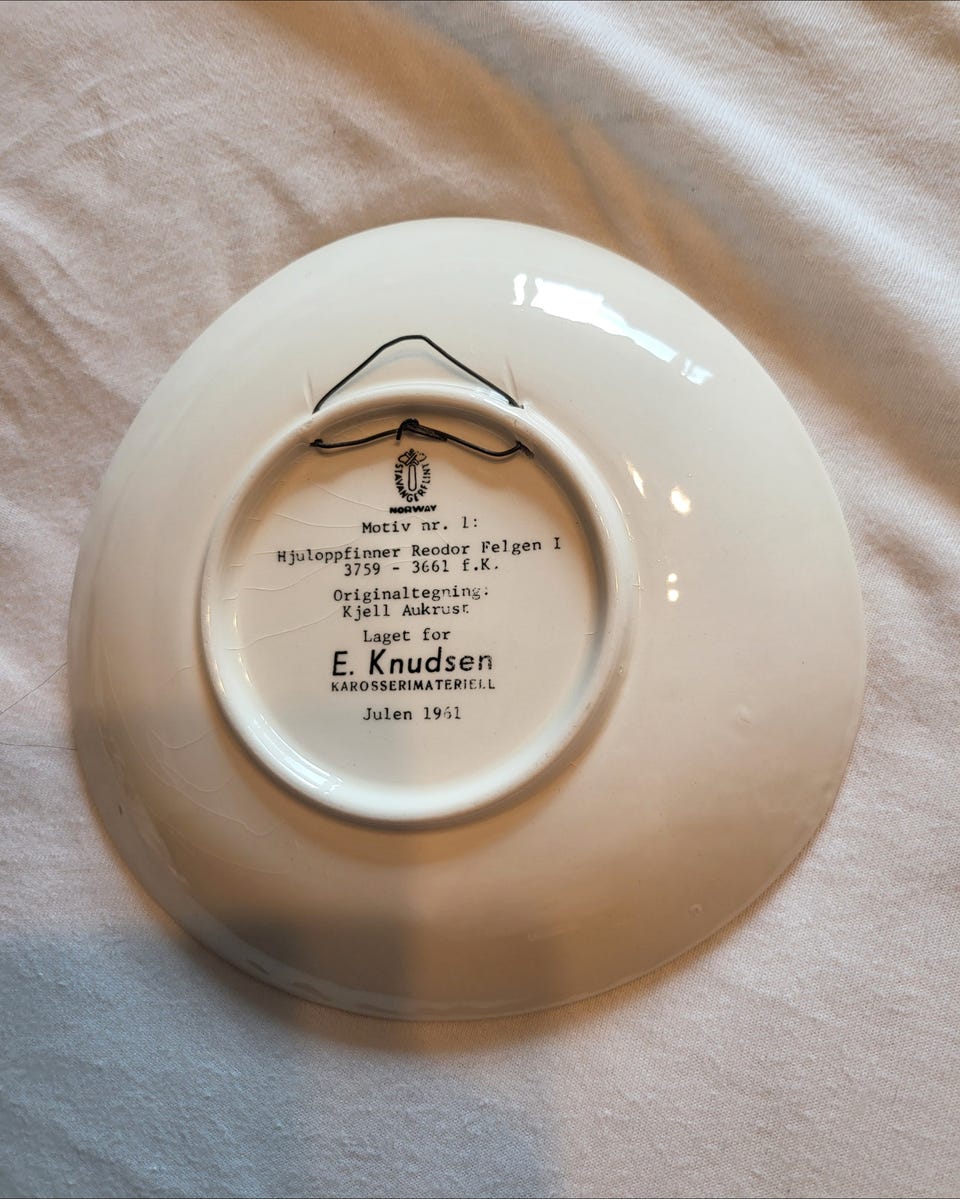 STAVANGERFLINT
NORWAY
Motiv nr. 1:
Hjuloppfinner Reodor Felgen I
3759 - 3661 f.K.
Originaltegning:
Kjell Aukrust
Laget for
E. Knudsen
KAROSSERIMATERIELL
Julen 1961